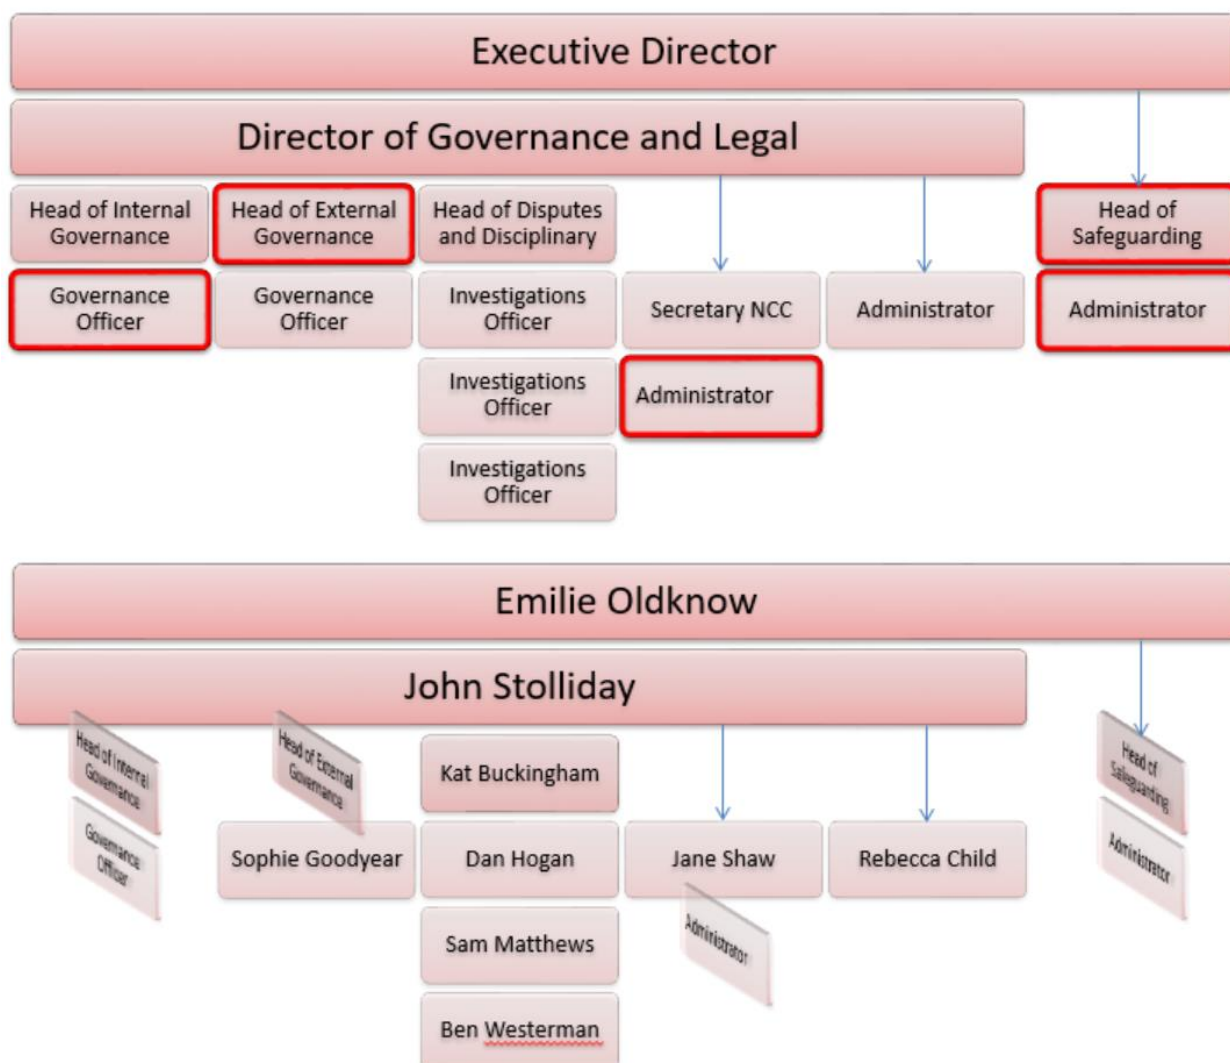 Executive Director
Director of Governance and Legal
Head of Internal
Governance
Head of External
Governance
Head of Disputes
and Disciplinary
Head of
Safeguarding
Governance
Officer
Governance
Officer
Investigations
Officer
Secretary NCC
Administrator
Administrator
Investigations
Officer
Administrator
Investigations
Officer
Emilie Oldknow
John Stolliday
Head of Internal
Governance
Head of External
Governance
Kat Buckingham
Head of
Safeguarding
Governance
Officer
Sophie Goodyear
Dan Hogan
Jane Shaw
Rebecca Child
Administrator
Sam Matthews
Administrator
Ben Westerman